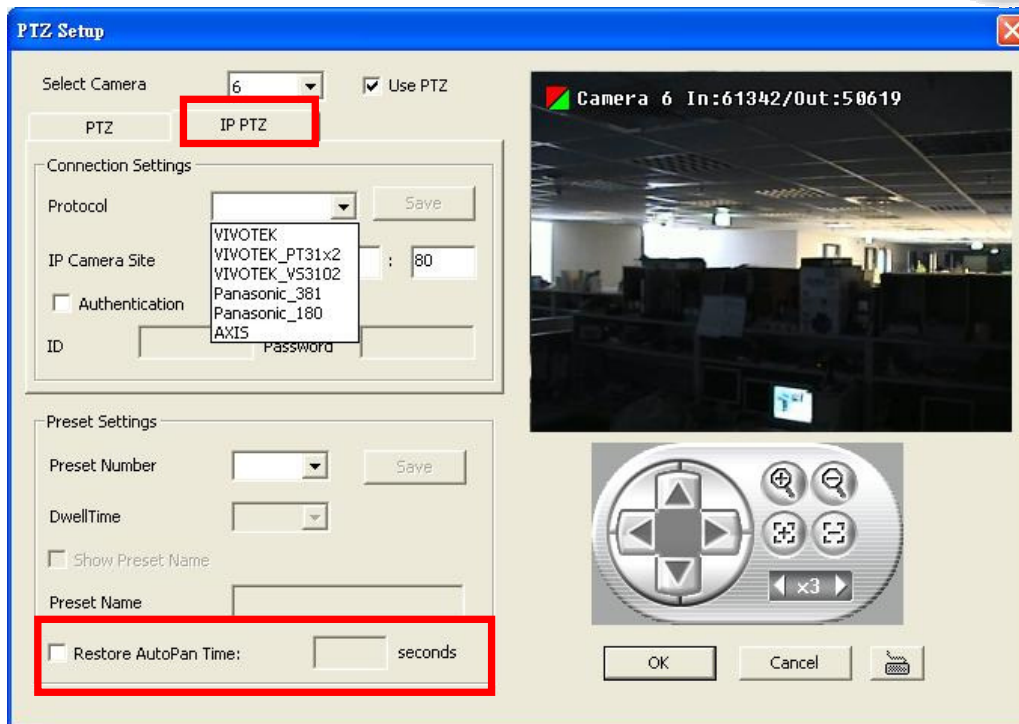 PTZ Setup
Select Camera 6 Use PTZ
PTZ IP PTZ
Connection Settings
Protocol Save
VIVOTEK
VIVOTEK_PT31x2
VIVOTEK_VS3102
Panasonic_381
Panasonic_180
AXIS
IP Camera Site : 80
Authentication
ID Password
Preset Settings
Preset Number Save
DwellTime
Show Preset Name
Preset Name
Restore AutoPan Time: seconds
Camera 6 In:61342/Out:50619
x3
OK Cancel